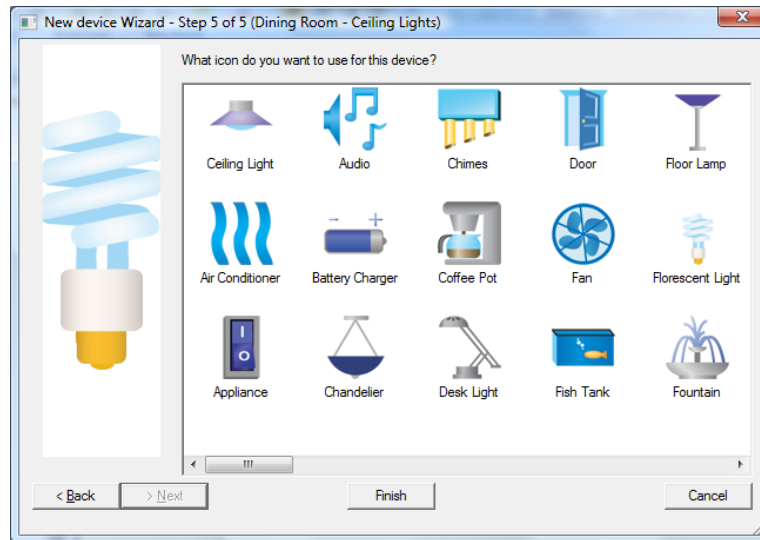 New device Wizard - Step 5 of 5 (Dining Room - Ceiling Lights)
What icon do you want to use for this device?
Ceiling Light Audio Chimes Door Floor Lamp
- +
Air Conditioner Battery Charger Coffee Pot Fan Florescent Light
I
O
Appliance Chandelier Desk Light Fish Tank Fountain
< Back > Next Finish Cancel